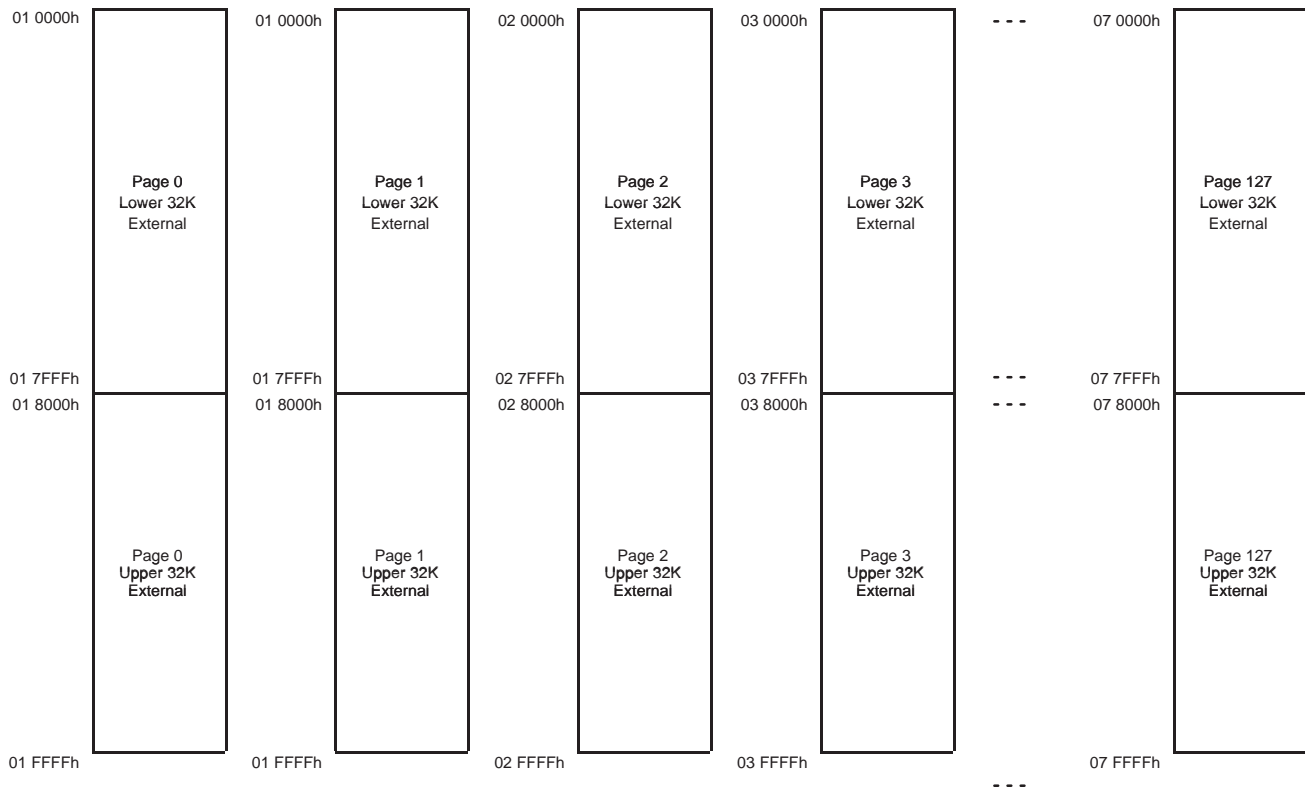 01 0000h
01 0000h
02 0000h
03 0000h
- - -
07 0000h
Page 0
Lower 32K
External
Page 1
Lower 32K
External
Page 2
Lower 32K
External
Page 3
Lower 32K
External
Page 127
Lower 32K
External
01 7FFFh
01 7FFFh
02 7FFFh
03 7FFFh
- - -
07 7FFFh
01 8000h
01 8000h
02 8000h
03 8000h
- - -
07 8000h
Page 0
Upper 32K
External
Page 1
Upper 32K
External
Page 2
Upper 32K
External
Page 3
Upper 32K
External
Page 127
Upper 32K
External
01 FFFFh
01 FFFFh
02 FFFFh
03 FFFFh
07 FFFFh
- - -